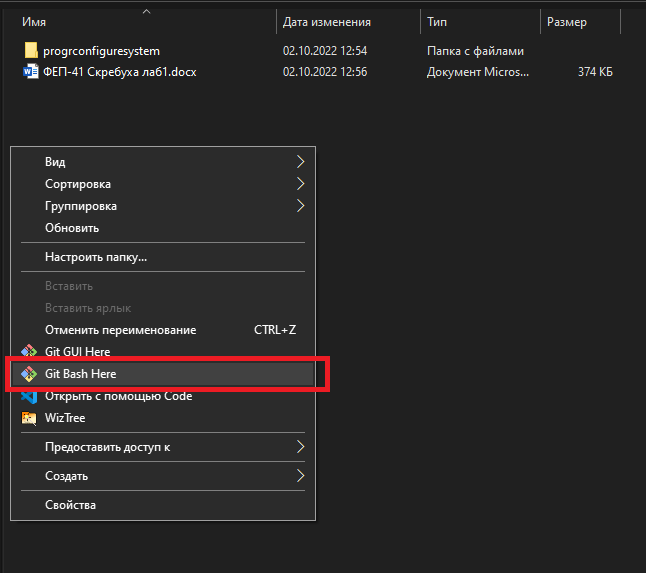 Имя Дата изменения Тип Размер
progrconfiguresystem 02.10.2022 12:54 Папка с файлами
ФЕП-41 Скребуха лаб1.docx 02.10.2022 12:56 Документ Micros... 374 КБ
Вид
Сортировка
Группировка
Обновить
Настроить папку...
Вставить
Вставить ярлык
Отменить переименование CTRL+Z
Git GUI Here
Git Bash Here
Открыть с помощью Code
WizTree
Предоставить доступ к
Создать
Свойства